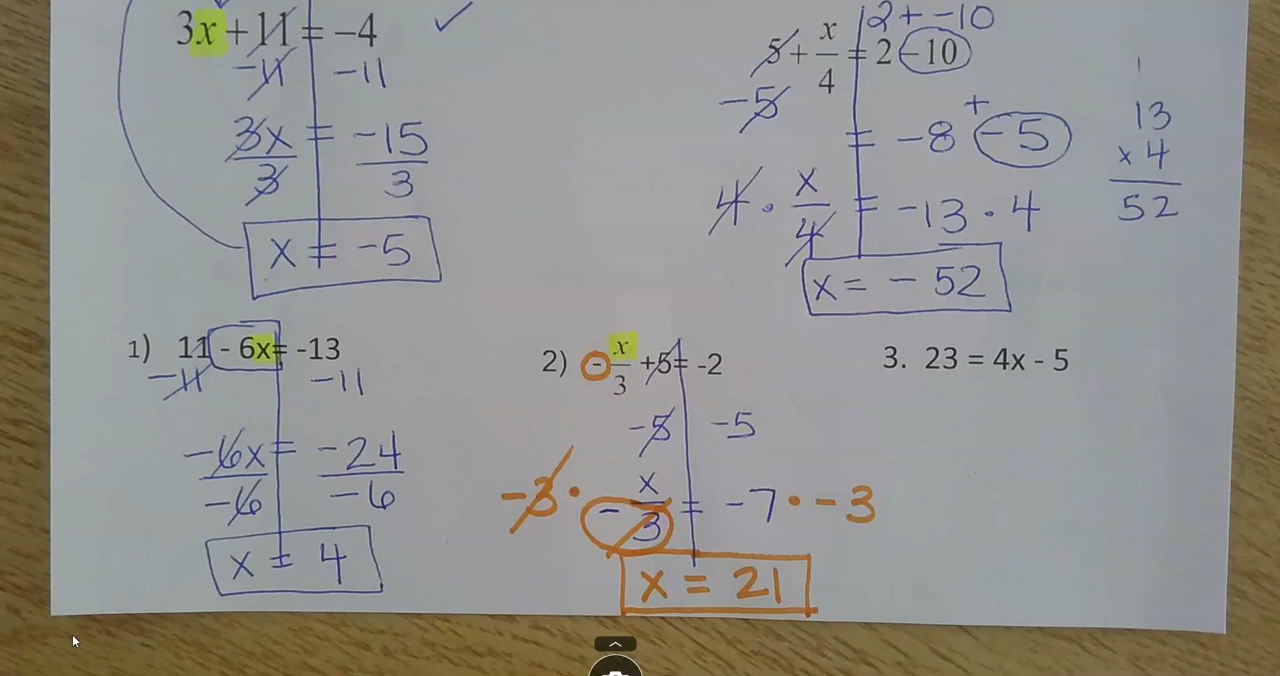 3x + 11 = -4 ✓
-11 -11
3x = -15
3 3
x = -5
2 + -10
5 + x/4 = 2 - 10
-5
= -8 + -5
4 · x/4 = -13 · 4
x = - 52
1
13
x 4
52
1) 11 - 6x = -13
-11 -11
-6x = -24
-6 -6
x = 4
2) - x/3 + 5 = -2
-5 -5
-3 · - x/3 = -7 · -3
x = 21
3. 23 = 4x - 5